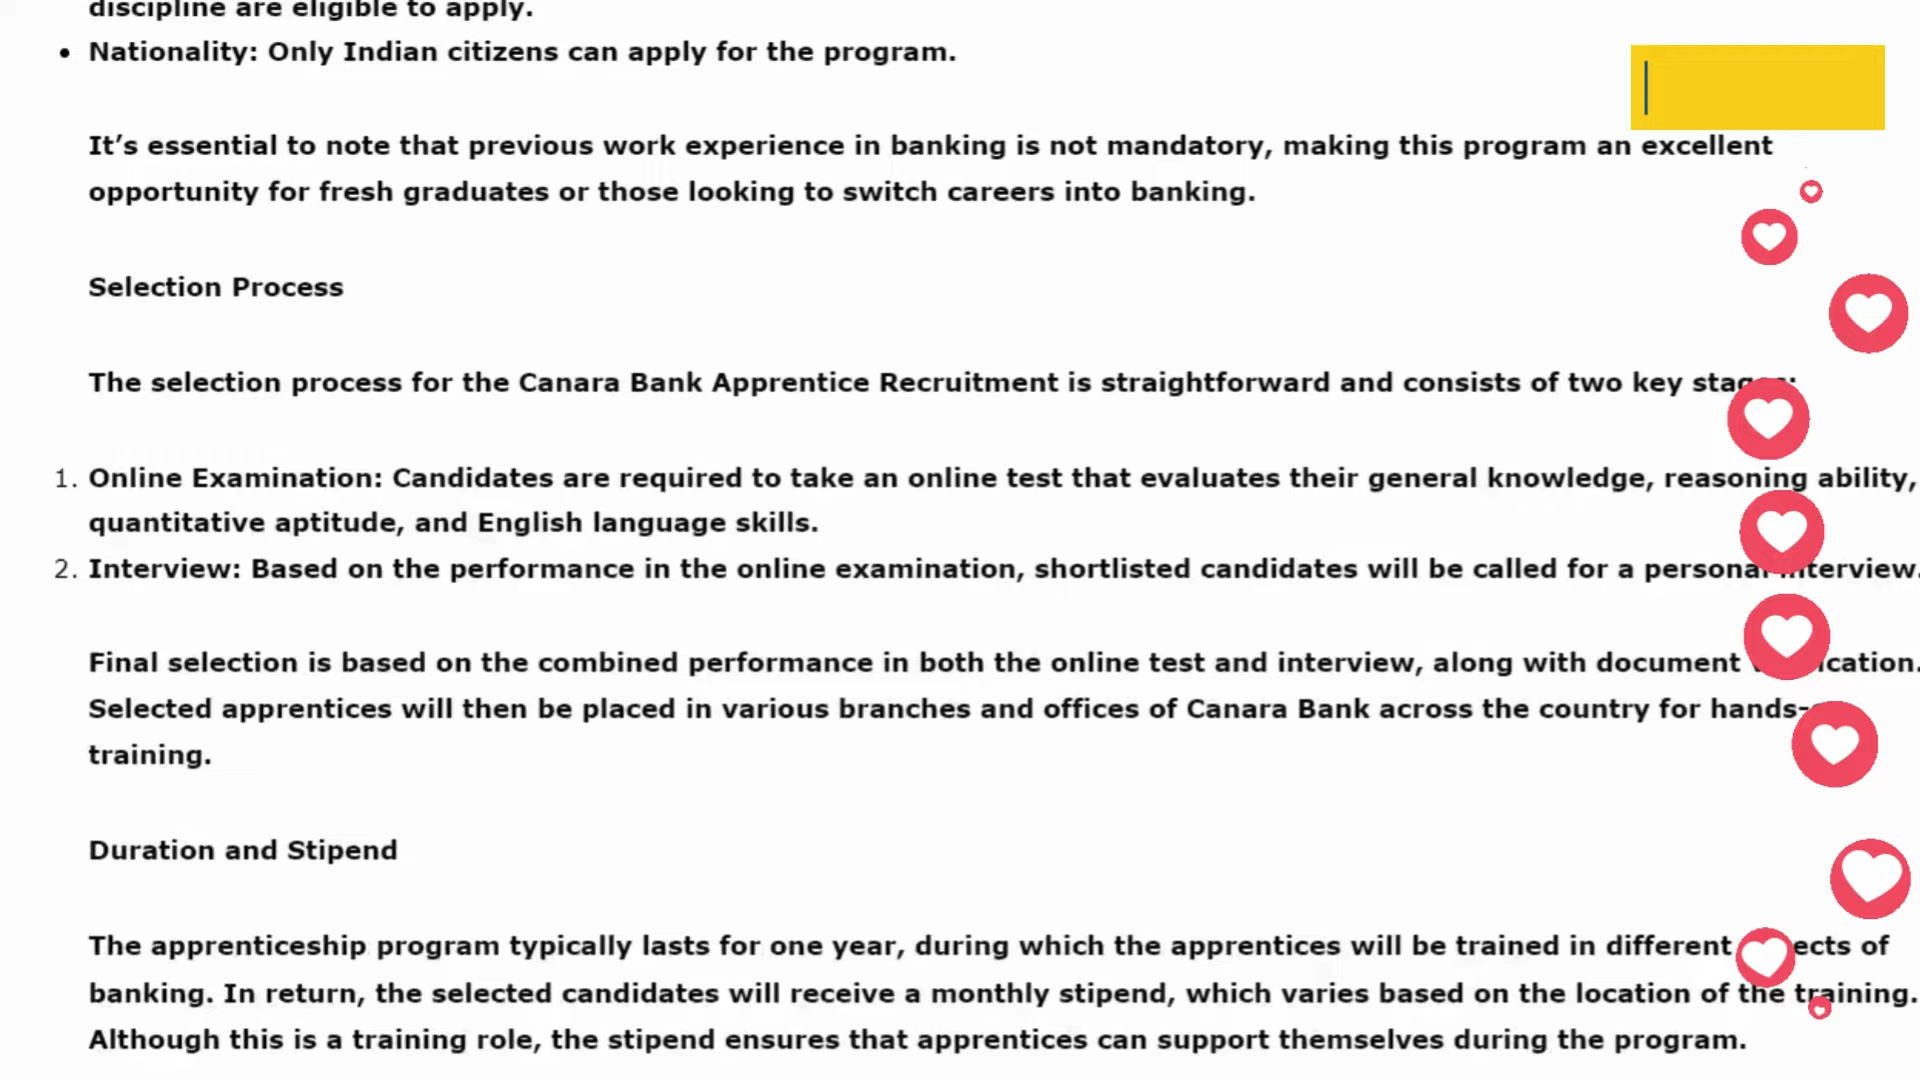 discipline are eligible to apply.
• Nationality: Only Indian citizens can apply for the program.
It’s essential to note that previous work experience in banking is not mandatory, making this program an excellent
opportunity for fresh graduates or those looking to switch careers into banking.
Selection Process
The selection process for the Canara Bank Apprentice Recruitment is straightforward and consists of two key
1. Online Examination: Candidates are required to take an online test that evaluates their general knowledge, reasoning ability,
quantitative aptitude, and English language skills.
2. Interview: Based on the performance in the online examination, shortlisted candidates will be called for a personal interview.
Final selection is based on the combined performance in both the online test and interview, along with document
Selected apprentices will then be placed in various branches and offices of Canara Bank across the country for hands-
training.
Duration and Stipend
The apprenticeship program typically lasts for one year, during which the apprentices will be trained in different of
banking. In return, the selected candidates will receive a monthly stipend, which varies based on the location of the training.
Although this is a training role, the stipend ensures that apprentices can support themselves during the program.